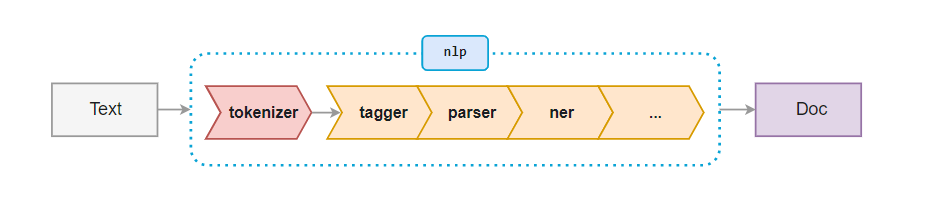 nlp
Text
tokenizer
tagger
parser
ner
...
Doc